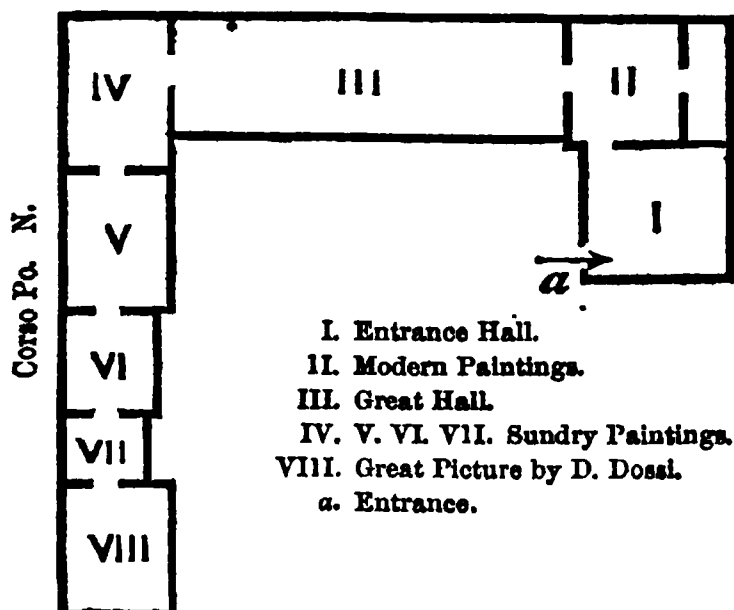 IV
III
II
I
V
VI
VII
VIII
a
Corso Po. N.
I. Entrance Hall.
II. Modern Paintings.
III. Great Hall.
IV. V. VI. VII. Sundry Paintings.
VIII. Great Picture by D. Dossi.
a. Entrance.